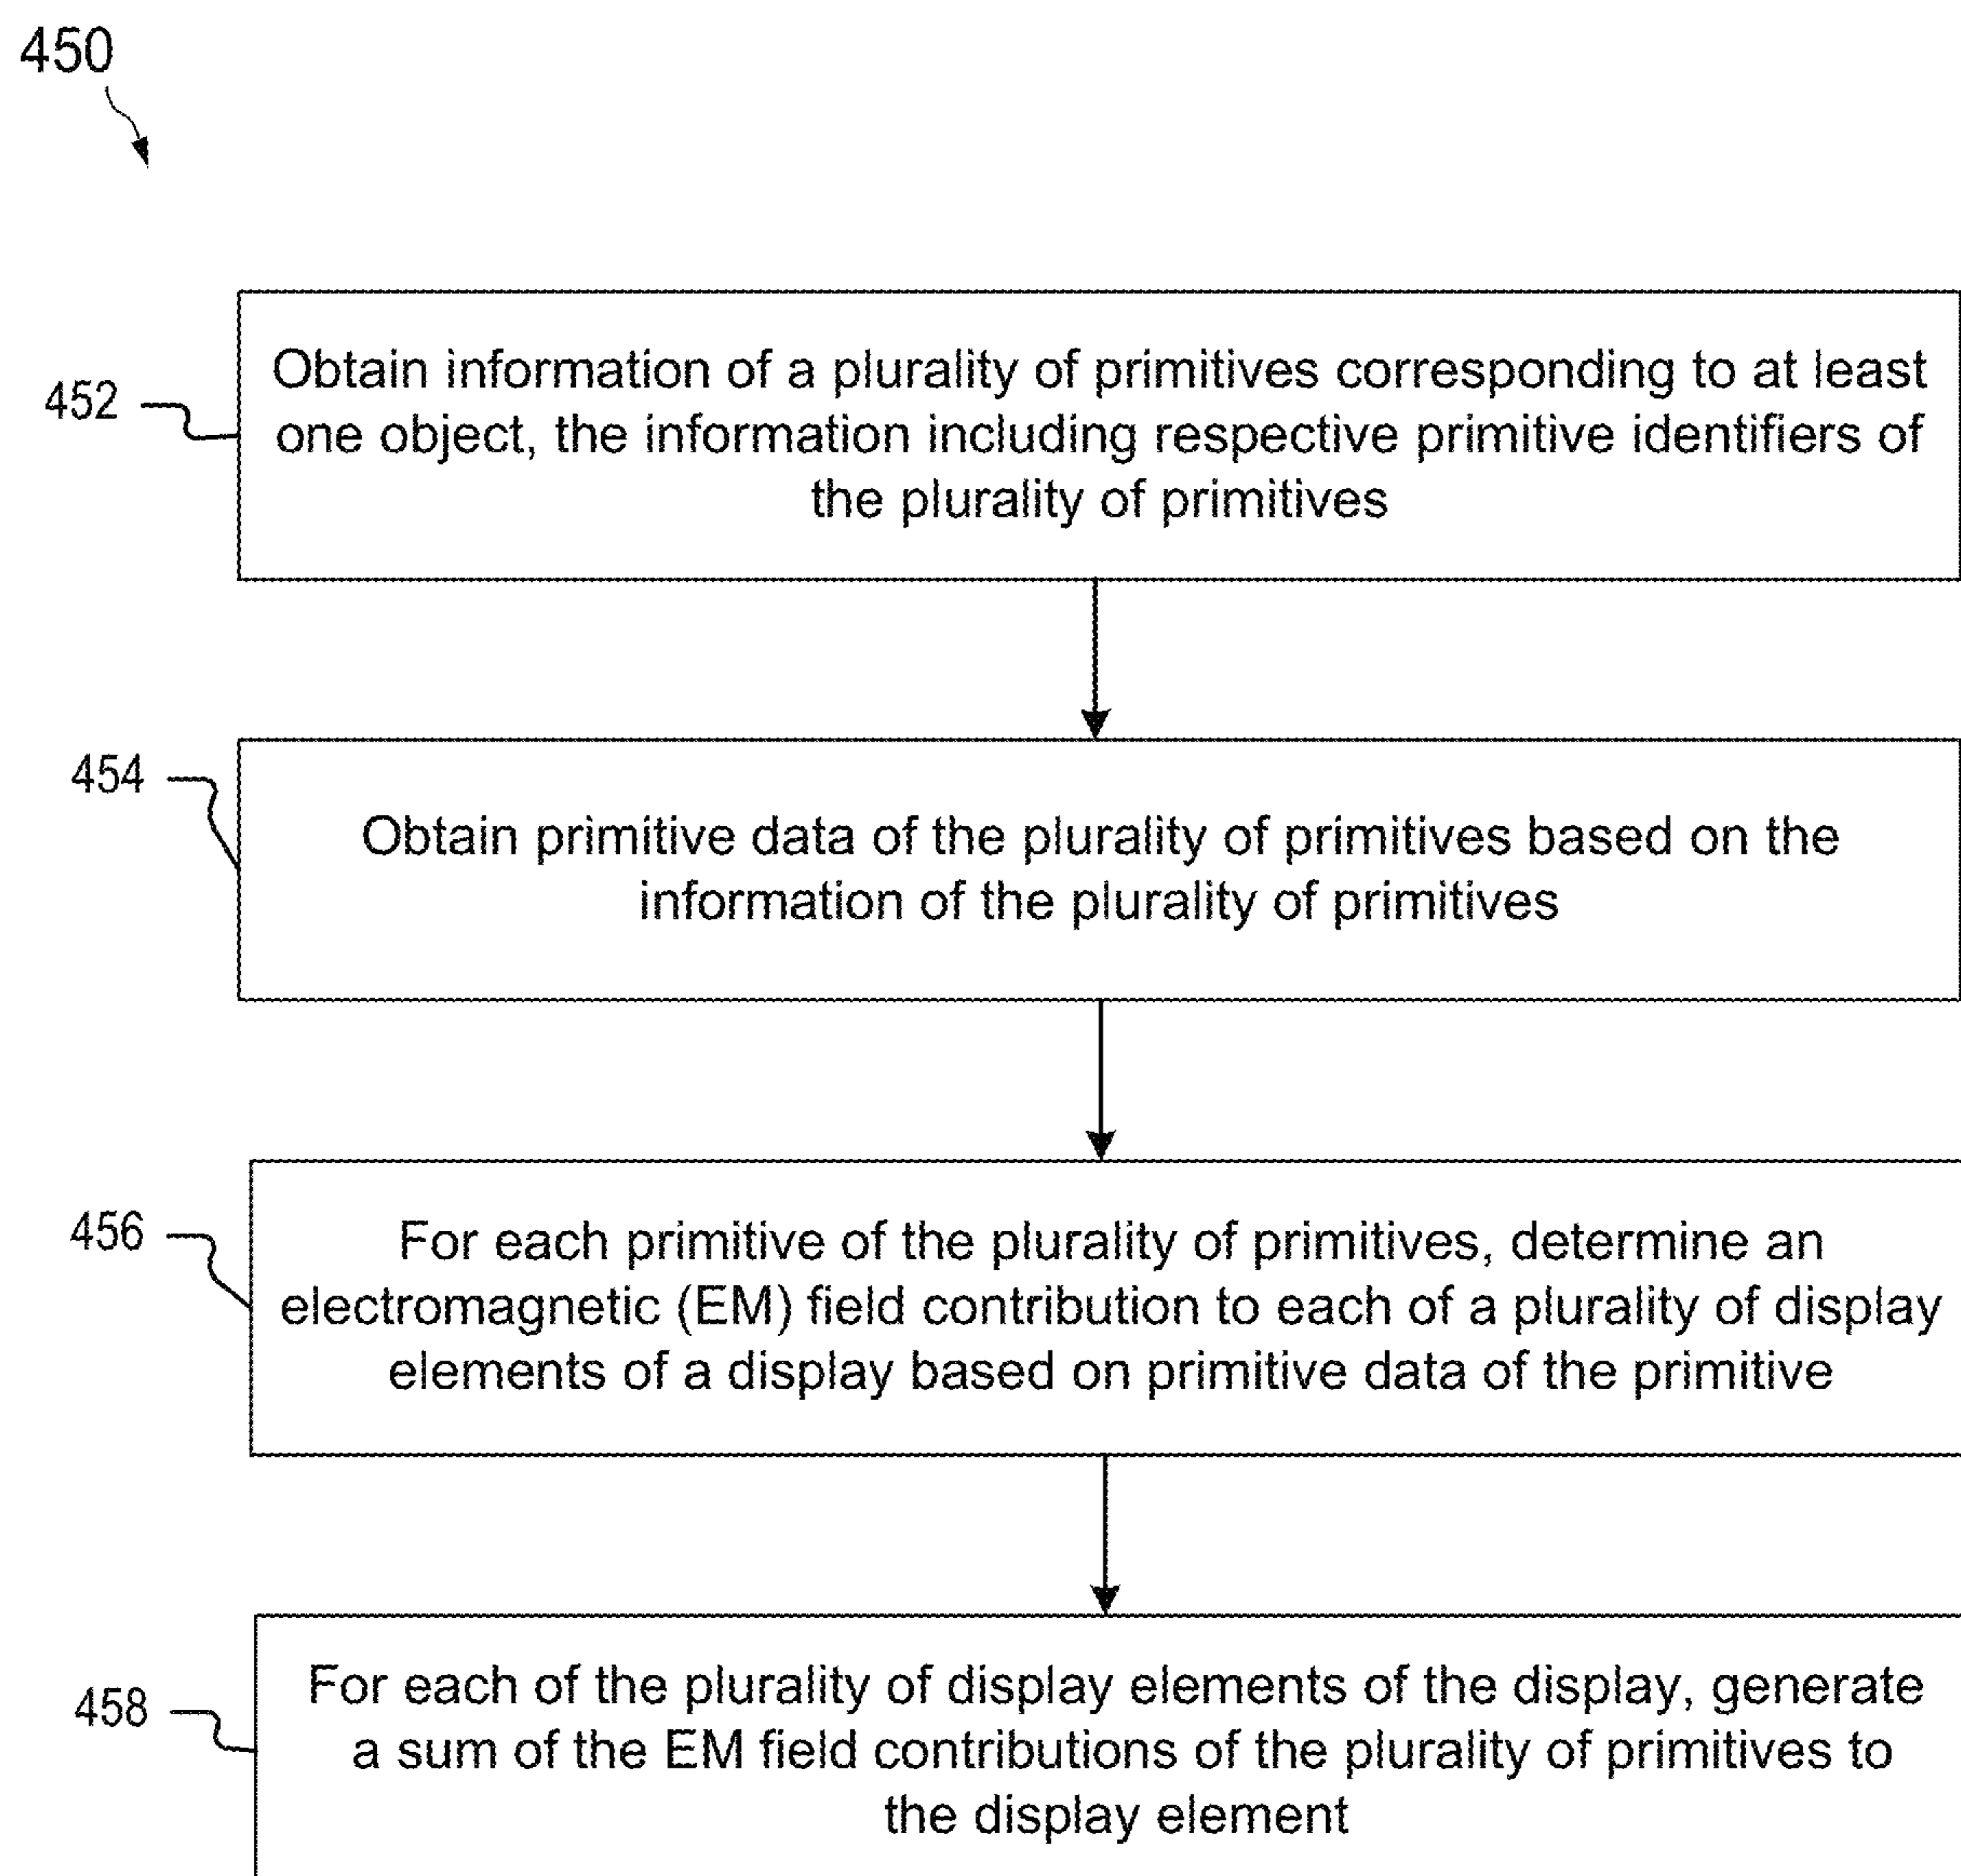 450
452
Obtain information of a plurality of primitives corresponding to at least
one object, the information including respective primitive identifiers of
the plurality of primitives
454
Obtain primitive data of the plurality of primitives based on the
information of the plurality of primitives
456
For each primitive of the plurality of primitives, determine an
electromagnetic (EM) field contribution to each of a plurality of display
elements of a display based on primitive data of the primitive
458
For each of the plurality of display elements of the display, generate
a sum of the EM field contributions of the plurality of primitives to
the display element